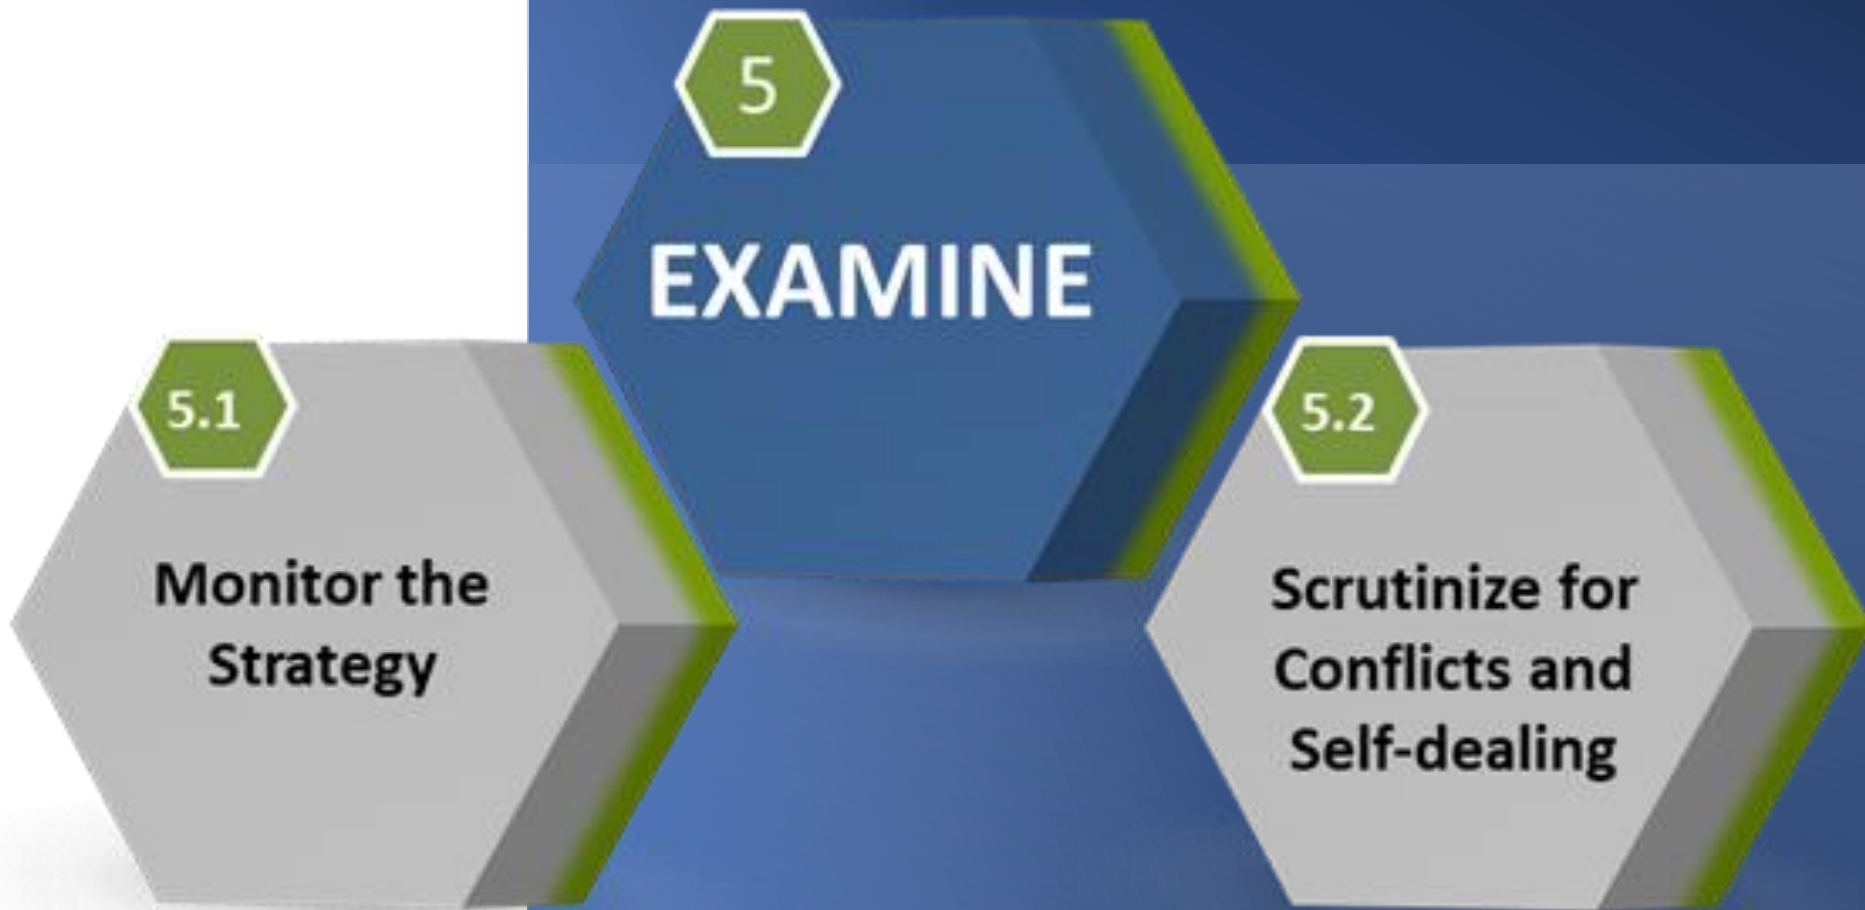 5
EXAMINE
5.1
Monitor the
Strategy
5.2
Scrutinize for
Conflicts and
Self-dealing